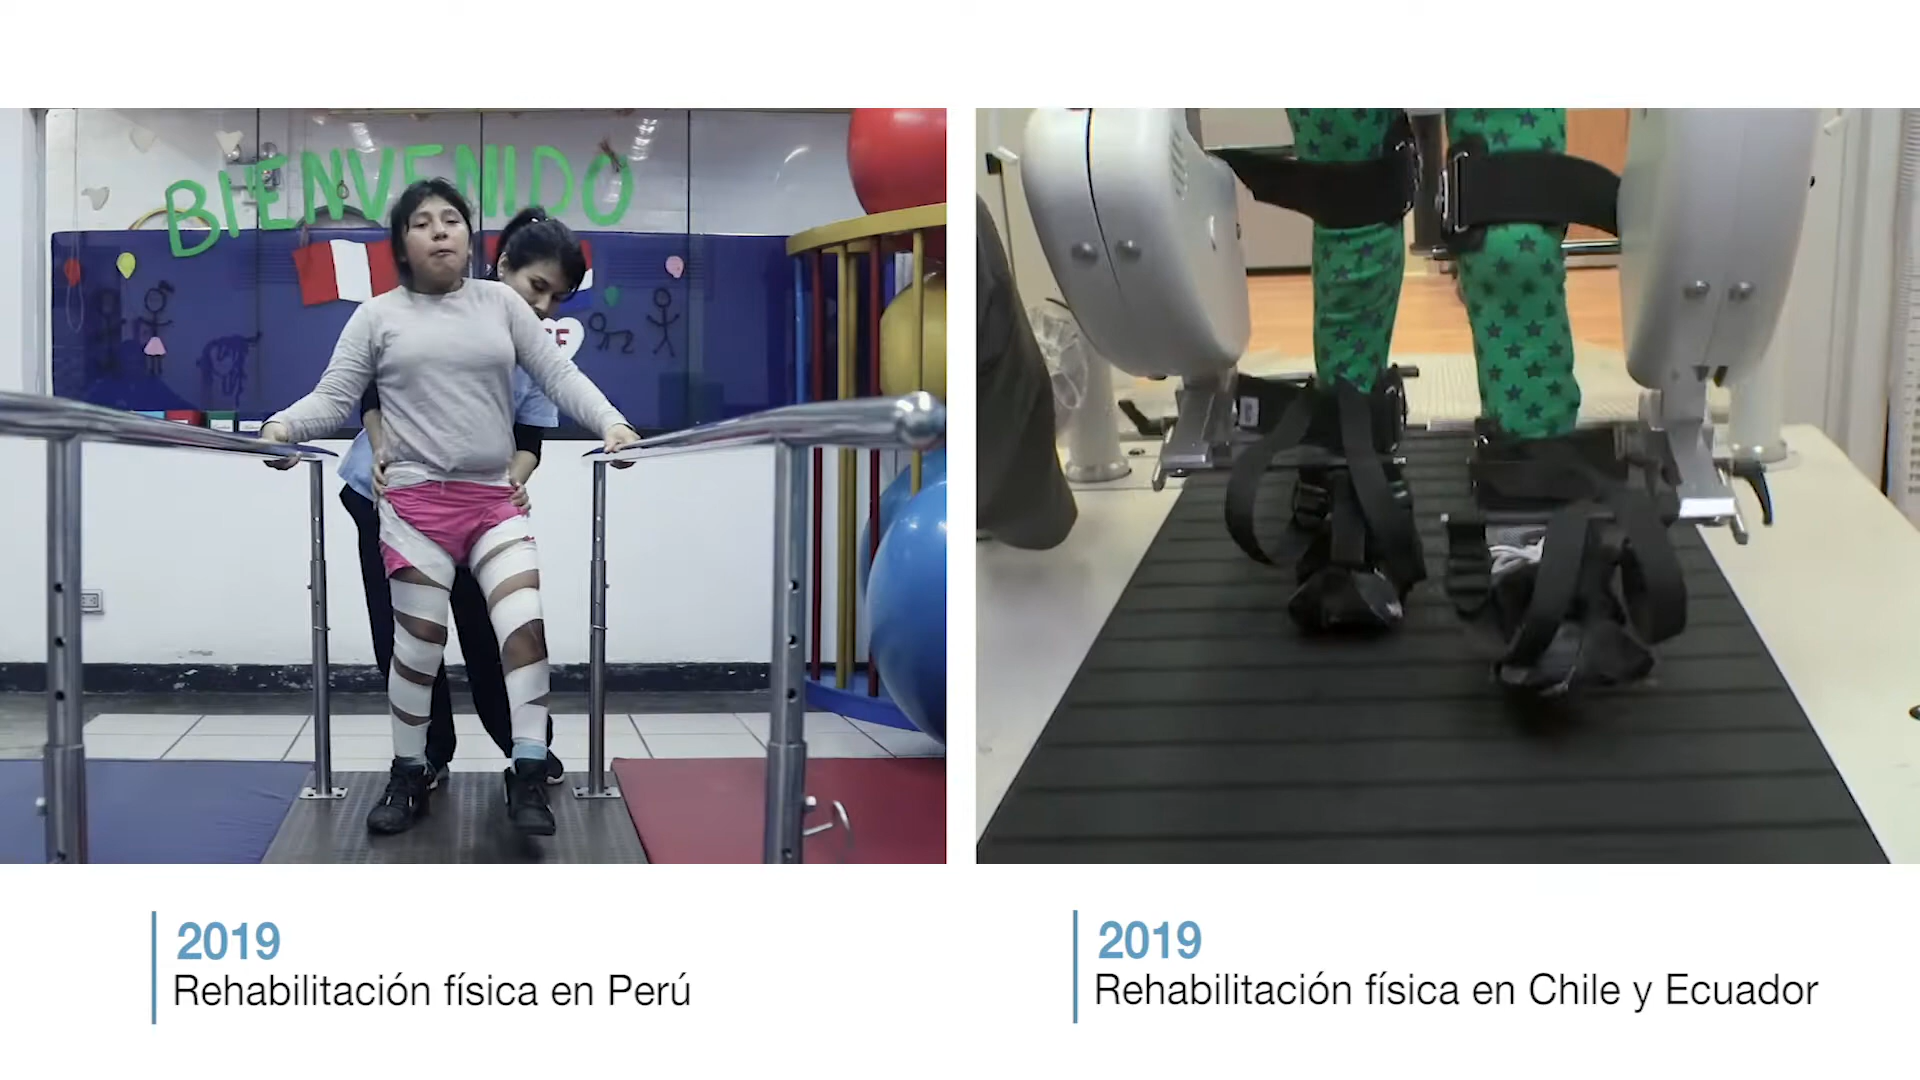 BIENVENIDO
2019
Rehabilitación física en Perú
2019
Rehabilitación física en Chile y Ecuador